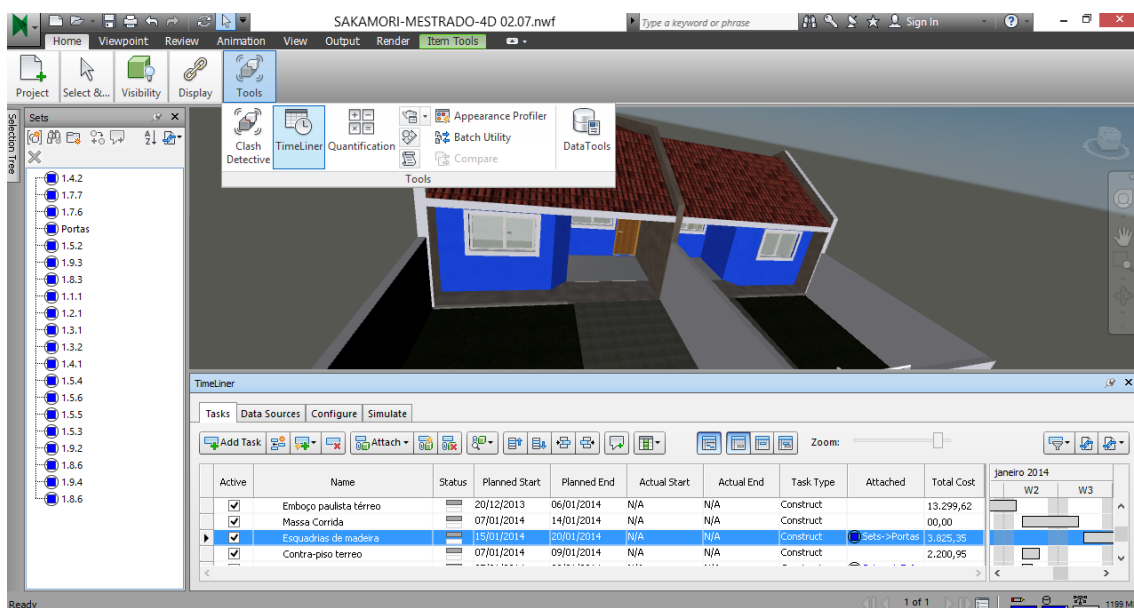 SAKAMORI-MESTRADO-4D 02.07.nwf
Type a keyword or phrase
Sign In
Home Viewpoint Review Animation View Output Render Item Tools
Project Select &... Visibility Display Tools
Sets
Selection Tree
Clash Detective
TimeLiner
Quantification
Appearance Profiler
Batch Utility
Compare
DataTools
Tools
1.4.2
1.7.7
1.7.6
Portas
1.5.2
1.9.3
1.8.3
1.1.1
1.2.1
1.3.1
1.3.2
1.4.1
1.5.4
1.5.6
1.5.5
1.5.3
1.9.2
1.8.6
1.9.4
1.8.6
TimeLiner
Tasks Data Sources Configure Simulate
Add Task Attach Zoom:
Active Name Status Planned Start Planned End Actual Start Actual End Task Type Attached Total Cost
janeiro 2014
W2 W3
Emboço paulista térreo 20/12/2013 06/01/2014 N/A N/A Construct 13.299,62
Massa Corrida 07/01/2014 14/01/2014 N/A N/A Construct 00,00
Esquadrias de madeira 15/01/2014 20/01/2014 N/A N/A Construct Sets->Portas 3.825,35
Contra-piso terreo 07/01/2014 09/01/2014 N/A N/A Construct 2.200,95
Ready
1 of 1
1199 M